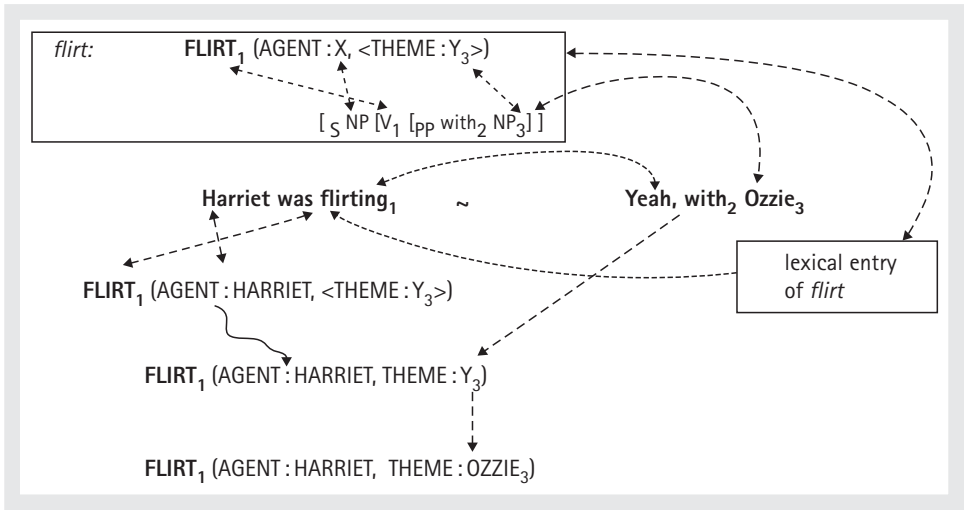 flirt: FLIRT₁ (AGENT : X, <THEME : Y₃>)
[ S NP [V₁ [PP with₂ NP₃] ]
Harriet was flirting₁ ~ Yeah, with₂ Ozzie₃
lexical entry
of flirt
FLIRT₁ (AGENT : HARRIET, <THEME : Y₃>)
FLIRT₁ (AGENT : HARRIET, THEME : Y₃)
FLIRT₁ (AGENT : HARRIET, THEME : OZZIE₃)